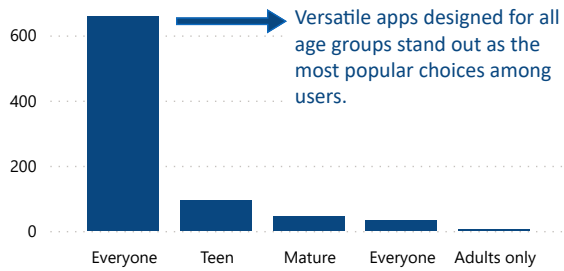 Versatile apps designed for all
age groups stand out as the
most popular choices among
users.
600
400
200
0
Everyone Teen Mature Everyone Adults only